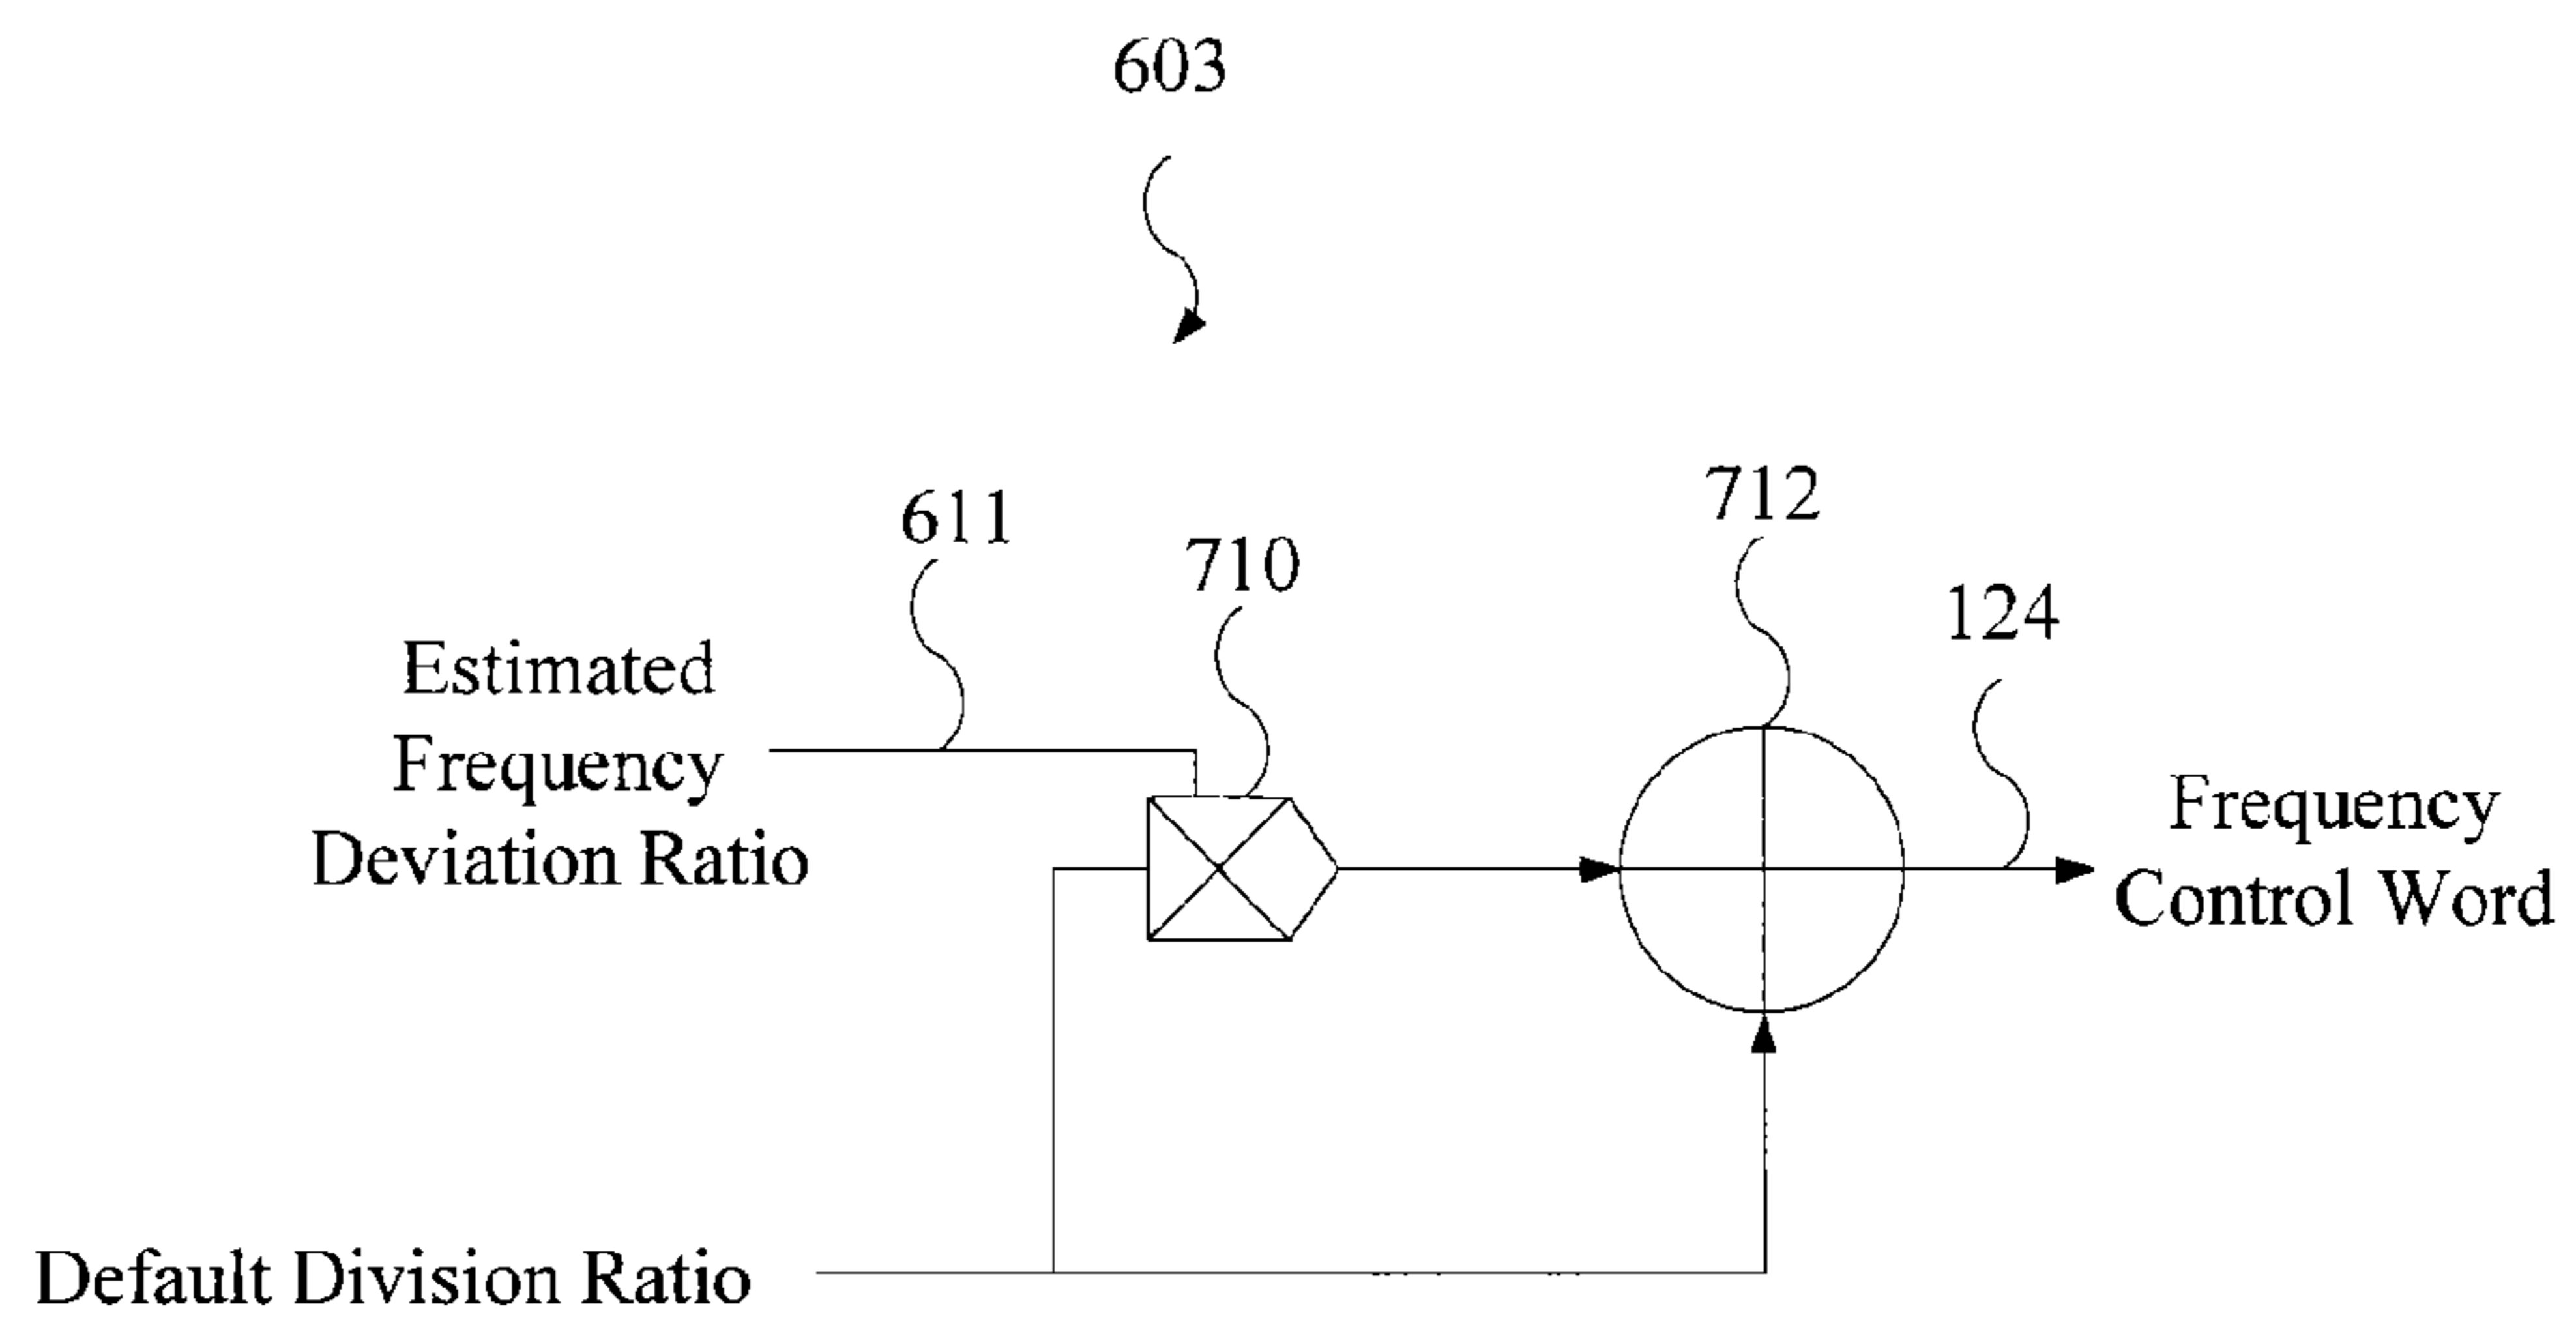 603
712
611
710
124
Estimated
Frequency
Deviation Ratio
Frequency
Control Word
Default Division Ratio